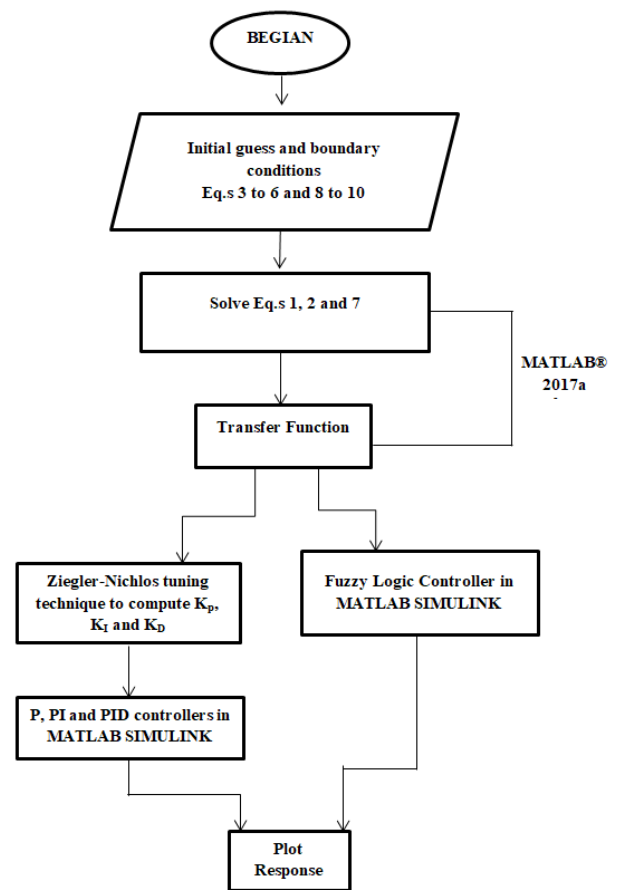 BEGIAN
Initial guess and boundary
conditions
Eq.s 3 to 6 and 8 to 10
Solve Eq.s 1, 2 and 7
MATLAB®
2017a
Transfer Function
Ziegler-Nichlos tuning
technique to compute Kp,
KI and KD
Fuzzy Logic Controller in
MATLAB SIMULINK
P, PI and PID controllers in
MATLAB SIMULINK
Plot
Response